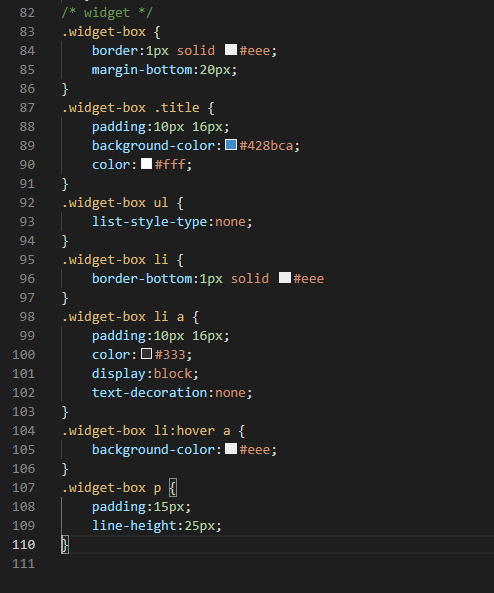 82 /* widget */
83 .widget-box {
84     border:1px solid #eee;
85     margin-bottom:20px;
86 }
87 .widget-box .title {
88     padding:10px 16px;
89     background-color:#428bca;
90     color:#fff;
91 }
92 .widget-box ul {
93     list-style-type:none;
94 }
95 .widget-box li {
96     border-bottom:1px solid #eee
97 }
98 .widget-box li a {
99     padding:10px 16px;
100     color:#333;
101     display:block;
102     text-decoration:none;
103 }
104 .widget-box li:hover a {
105     background-color:#eee;
106 }
107 .widget-box p {
108     padding:15px;
109     line-height:25px;
110 }
111